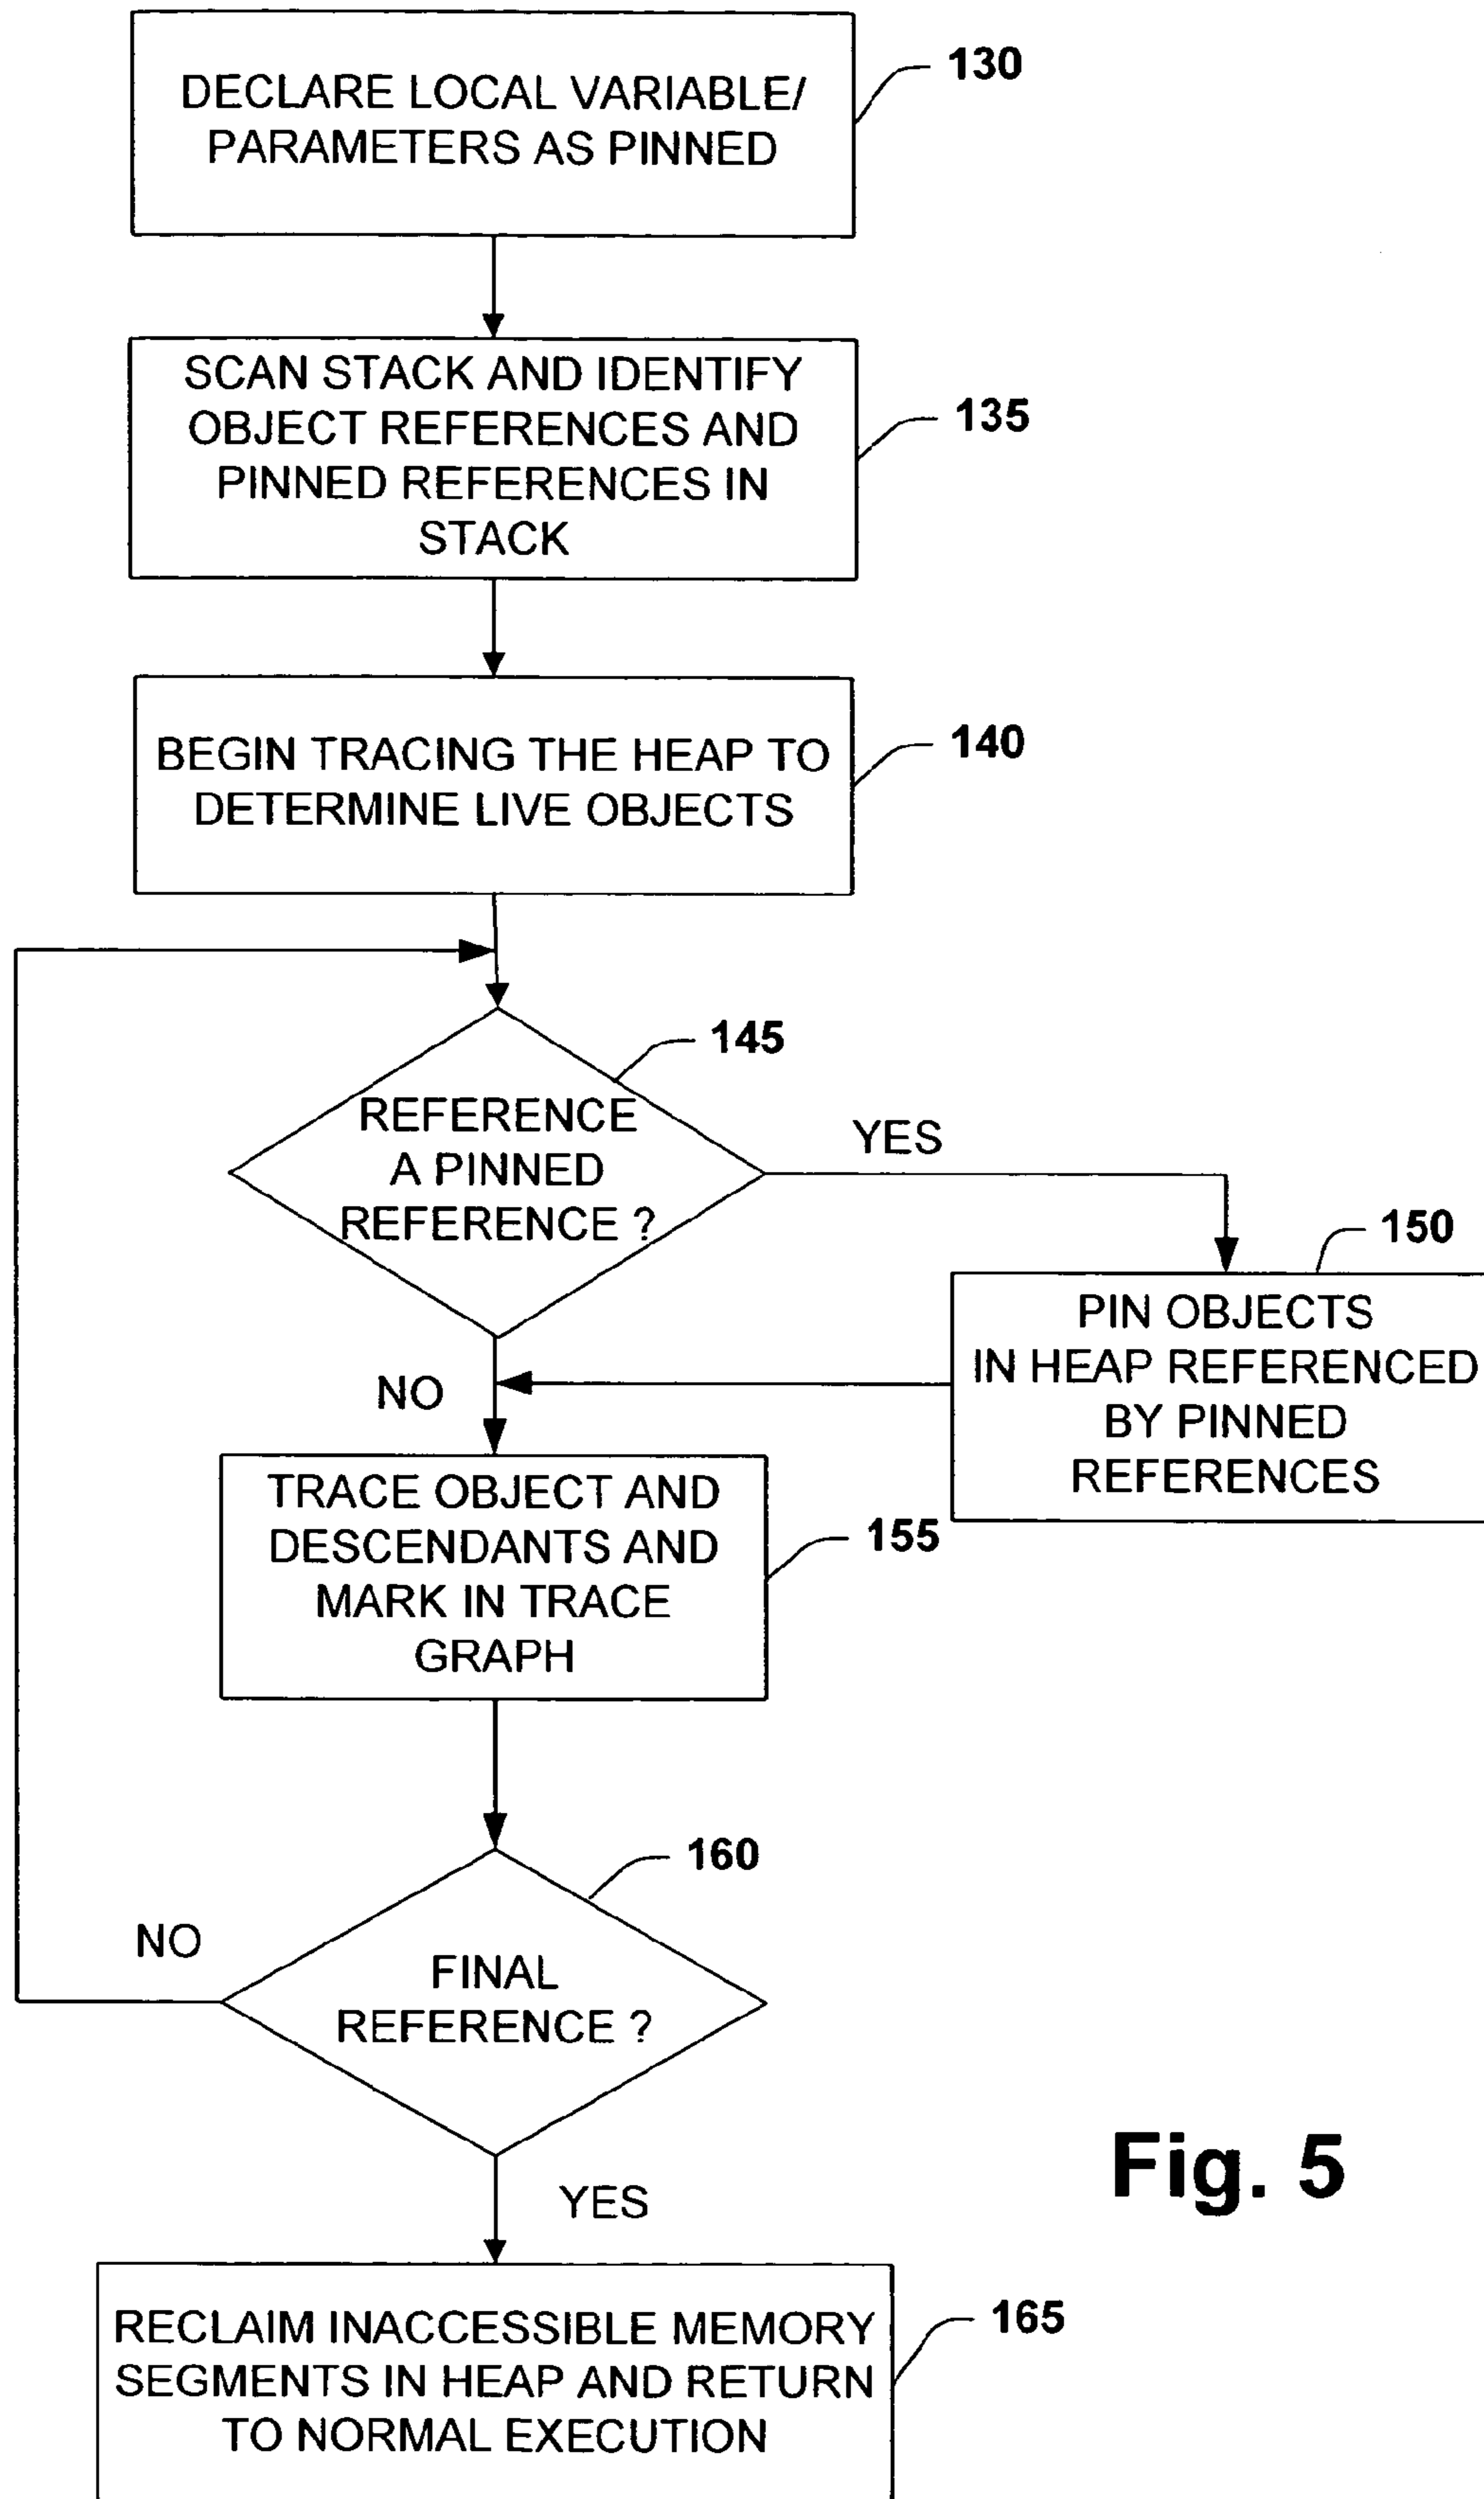 DECLARE LOCAL VARIABLE/
PARAMETERS AS PINNED
130
SCAN STACK AND IDENTIFY
OBJECT REFERENCES AND
PINNED REFERENCES IN
STACK
135
BEGIN TRACING THE HEAP TO
DETERMINE LIVE OBJECTS
140
145
REFERENCE
A PINNED
REFERENCE ?
YES
150
PIN OBJECTS
IN HEAP REFERENCED
BY PINNED
REFERENCES
NO
TRACE OBJECT AND
DESCENDANTS AND
MARK IN TRACE
GRAPH
155
160
NO
FINAL
REFERENCE ?
YES
Fig. 5
RECLAIM INACCESSIBLE MEMORY
SEGMENTS IN HEAP AND RETURN
TO NORMAL EXECUTION
165